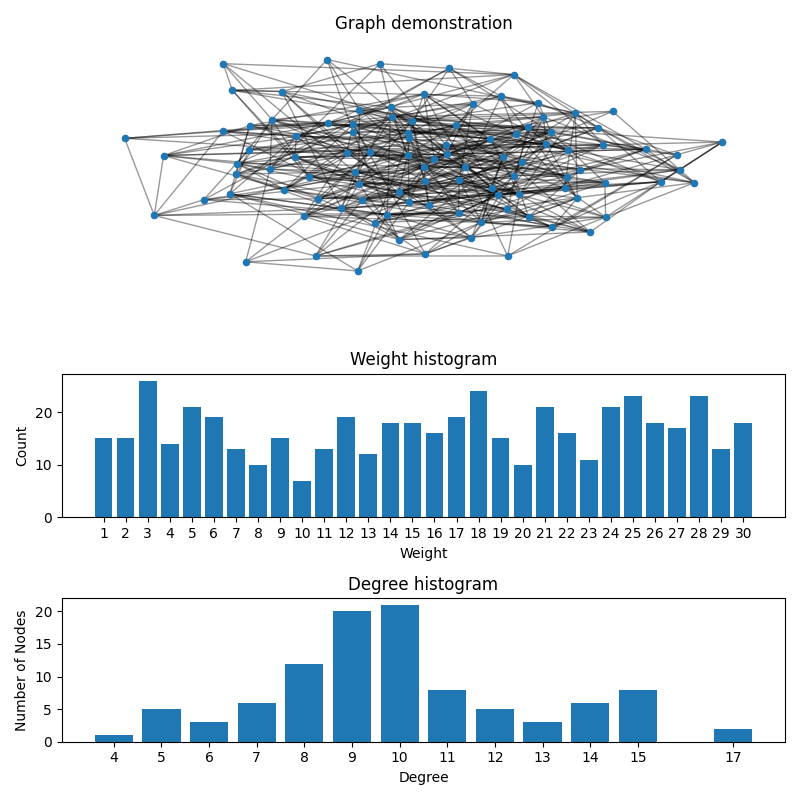 Graph demonstration
Weight histogram
Count
20
10
0
1 2 3 4 5 6 7 8 9 10 11 12 13 14 15 16 17 18 19 20 21 22 23 24 25 26 27 28 29 30
Weight
Degree histogram
Number of Nodes
20
15
10
5
0
4 5 6 7 8 9 10 11 12 13 14 15 17
Degree